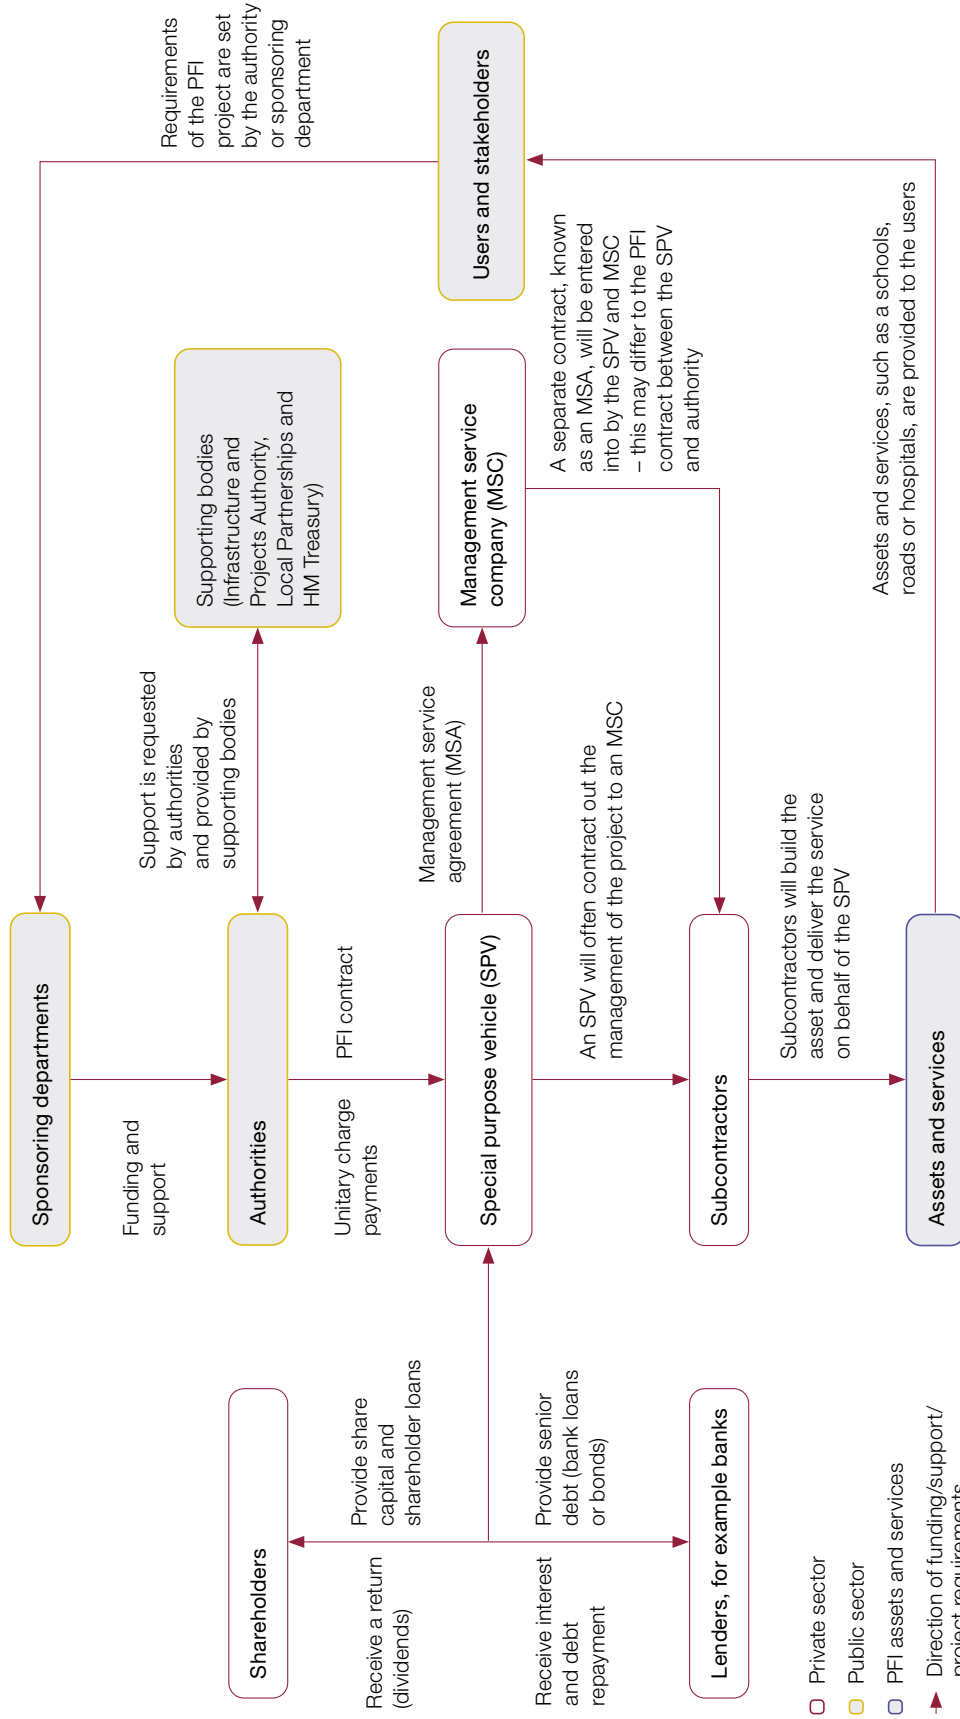 Sponsoring departments
Funding and
support
Requirements
of the PFI
project are set
by the authority
or sponsoring
department
Support is requested
by authorities
and provided by
supporting bodies
Supporting bodies
(Infrastructure and
Projects Authority,
Local Partnerships and
HM Treasury)
Shareholders
Authorities
Receive a return
(dividends)
Provide share
capital and
shareholder loans
Unitary charge
payments
PFI contract
Management service
agreement (MSA)
Special purpose vehicle (SPV)
Management service
company (MSC)
Users and stakeholders
Receive interest
and debt
repayment
Provide senior
debt (bank loans
or bonds)
An SPV will often contract out the
management of the project to an MSC
A separate contract, known
as an MSA, will be entered
into by the SPV and MSC
– this may differ to the PFI
contract between the SPV
and authority
Lenders, for example banks
Subcontractors
Subcontractors will build the
asset and deliver the service
on behalf of the SPV
Assets and services, such as a schools,
roads or hospitals, are provided to the users
Assets and services
Private sector
Public sector
PFI assets and services
Direction of funding/support/
project requirements